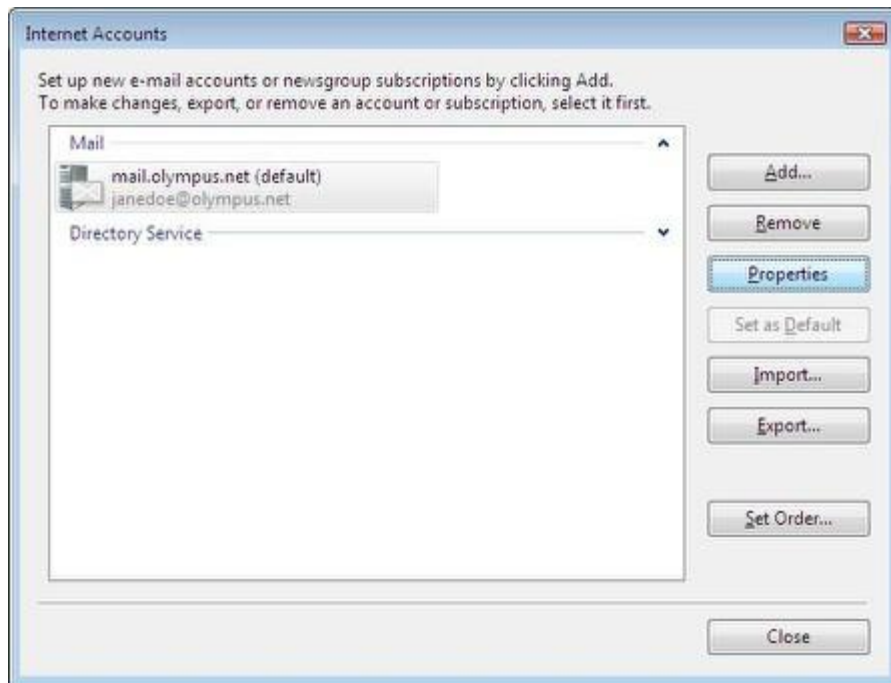 Internet Accounts
Set up new e-mail accounts or newsgroup subscriptions by clicking Add.
To make changes, export, or remove an account or subscription, select it first.
Mail
mail.olympus.net (default)
janedoe@olympus.net
Directory Service
Add...
Remove
Properties
Set as Default
Import...
Export...
Set Order...
Close